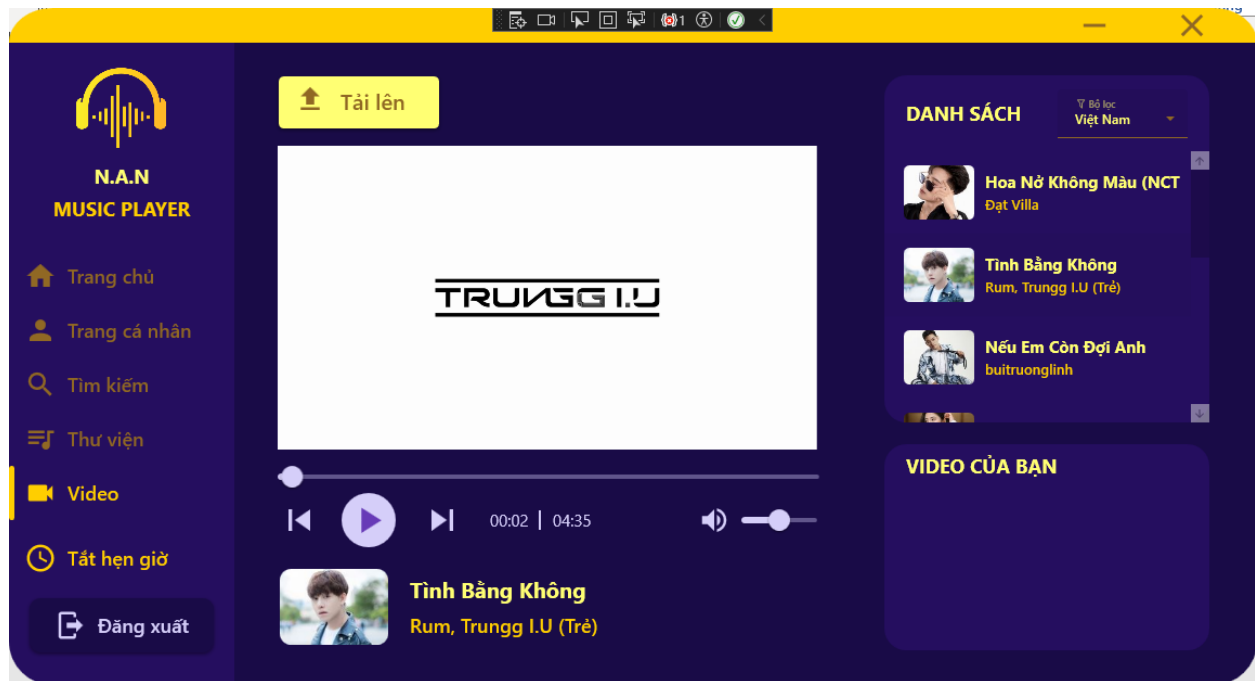 1
N.A.N
MUSIC PLAYER
Trang chủ
Trang cá nhân
Tìm kiếm
Thư viện
Video
Tắt hẹn giờ
Đăng xuất
Tải lên
TRUNGG I.U
00:02 | 04:35
Tình Bằng Không
Rum, Trungg I.U (Trẻ)
DANH SÁCH
Bộ lọc
Việt Nam
Hoa Nở Không Màu (NCT
Đạt Villa
Tình Bằng Không
Rum, Trungg I.U (Trẻ)
Nếu Em Còn Đợi Anh
buitruonglinh
VIDEO CỦA BẠN